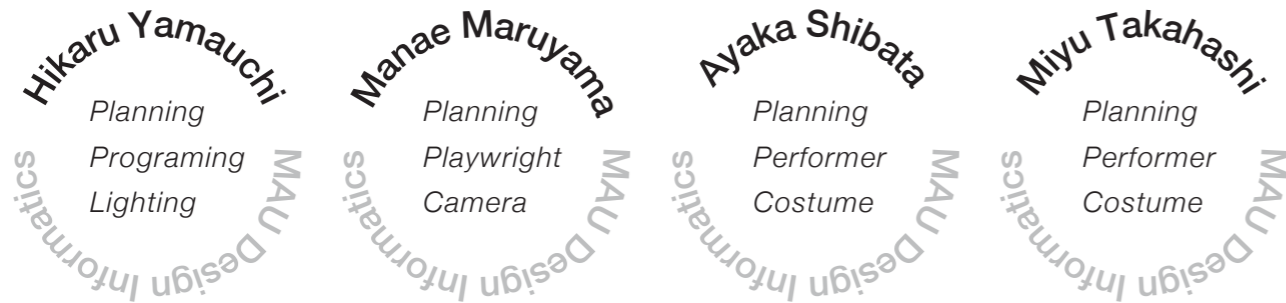 Hikaru Yamauchi
Planning
Programing
Lighting
MAU Design Informatics
Manae Maruyama
Planning
Playwright
Camera
MAU Design Informatics
Ayaka Shibata
Planning
Performer
Costume
MAU Design Informatics
Miyu Takahashi
Planning
Performer
Costume
MAU Design Informatics